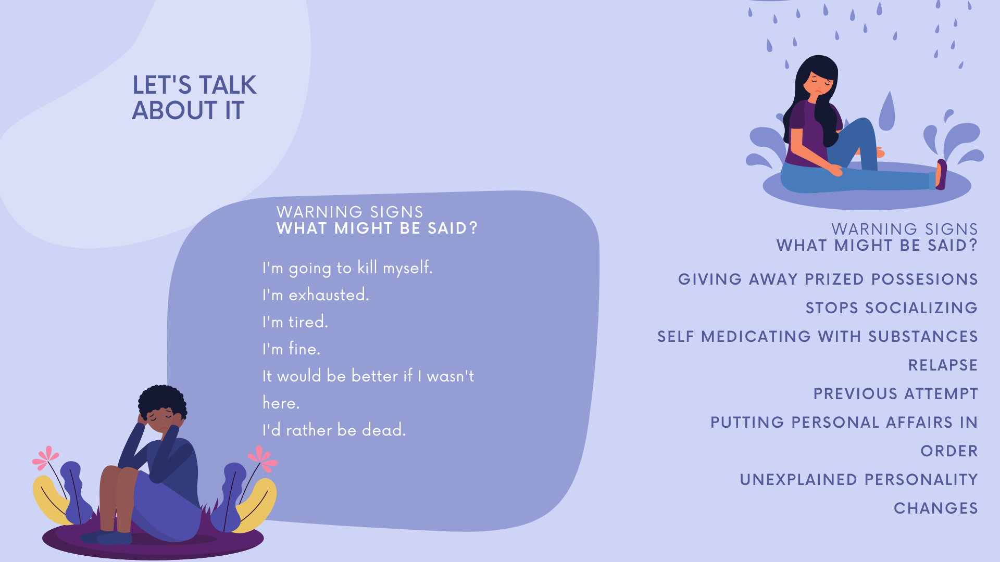 LET'S TALK
ABOUT IT
WARNING SIGNS
WHAT MIGHT BE SAID?
I'm going to kill myself.
I'm exhausted.
I'm tired.
I'm fine.
It would be better if I wasn't
here.
I'd rather be dead.
WARNING SIGNS
WHAT MIGHT BE SAID?
GIVING AWAY PRIZED POSSESIONS
STOPS SOCIALIZING
SELF MEDICATING WITH SUBSTANCES
RELAPSE
PREVIOUS ATTEMPT
PUTTING PERSONAL AFFAIRS IN
ORDER
UNEXPLAINED PERSONALITY
CHANGES